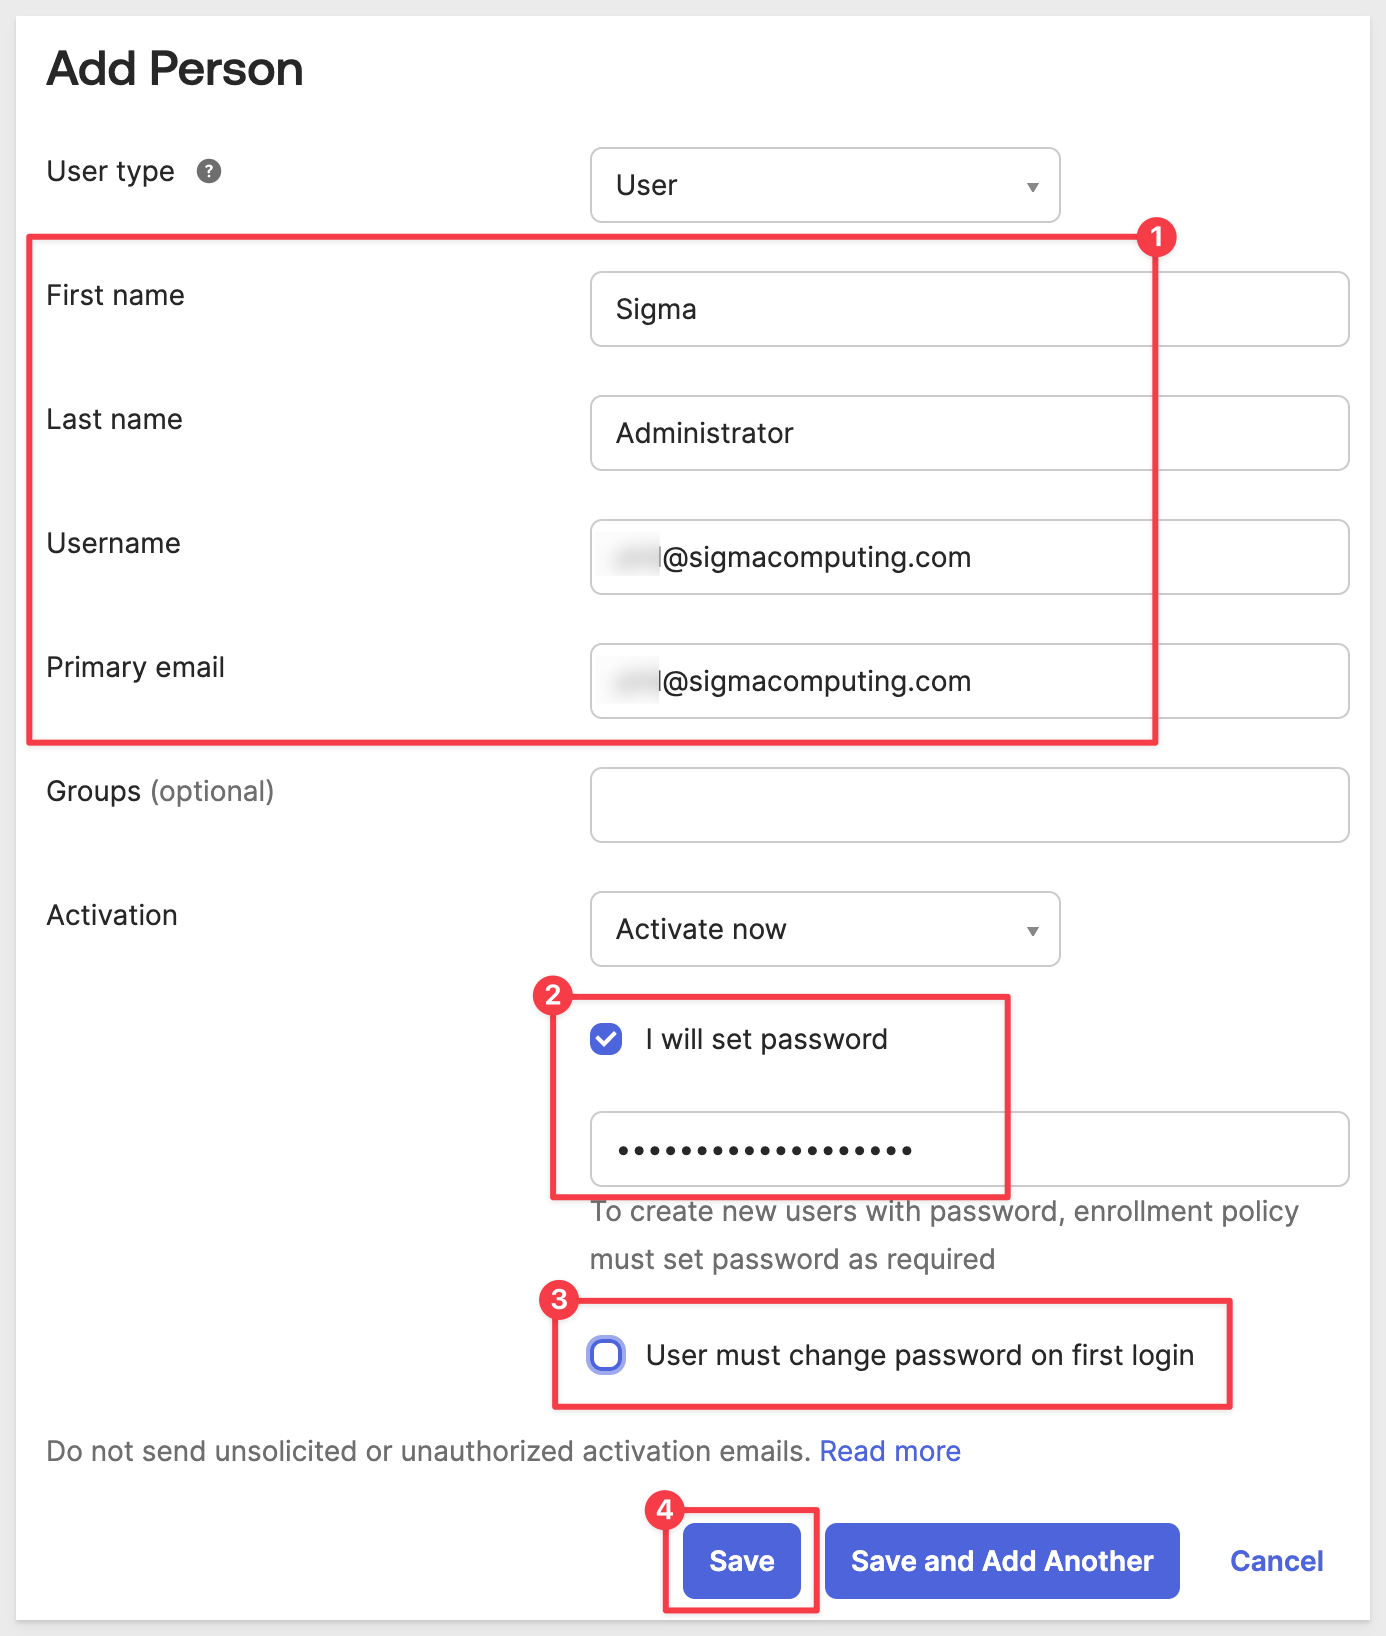 Add Person
User type ?
User
1
First name
Sigma
Last name
Administrator
Username
@sigmacomputing.com
Primary email
@sigmacomputing.com
Groups (optional)
Activation
Activate now
2
I will set password
•••••••••••••••••••
To create new users with password, enrollment policy
must set password as required
3
User must change password on first login
Do not send unsolicited or unauthorized activation emails. Read more
4
Save
Save and Add Another
Cancel